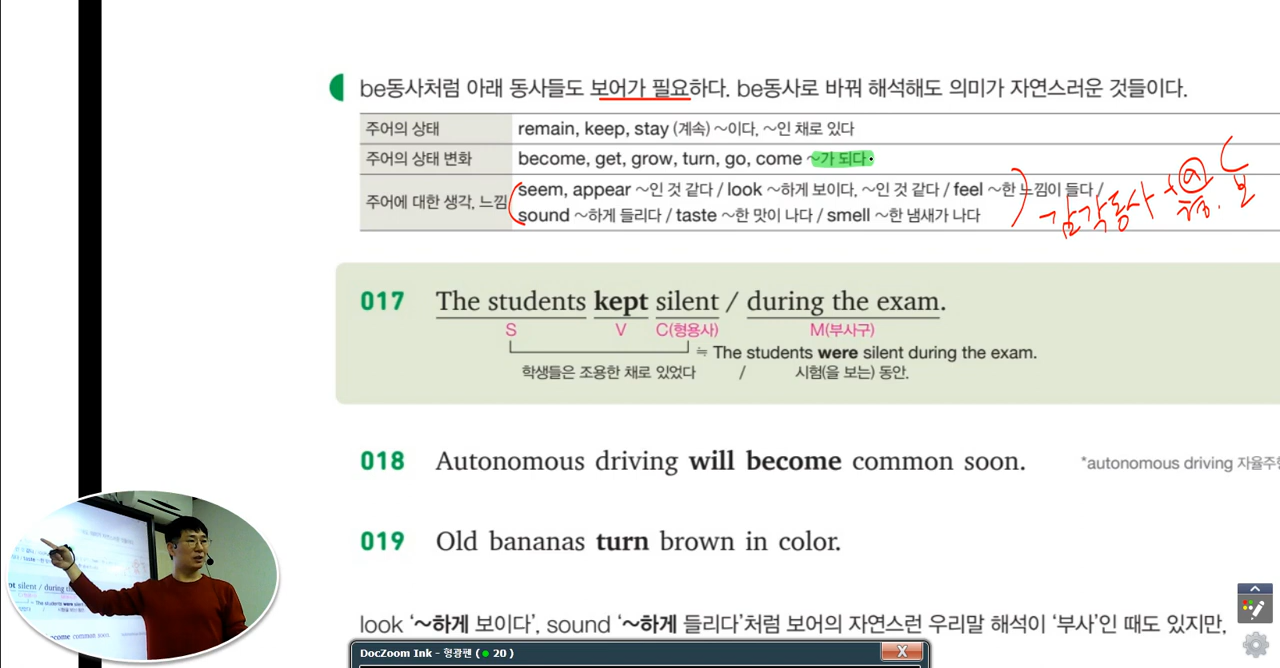 be동사처럼 아래 동사들도 보어가 필요하다. be동사로 바꿔 해석해도 의미가 자연스러운 것들이다.
주어의 상태 remain, keep, stay (계속) ~이다, ~인 채로 있다
주어의 상태 변화 become, get, grow, turn, go, come ~가 되다
주어에 대한 생각, 느낌 seem, appear ~인 것 같다 / look ~하게 보이다, ~인 것 같다 / feel ~한 느낌이 들다 /
sound ~하게 들리다 / taste ~한 맛이 나다 / smell ~한 냄새가 나다
감각동사 + ⓐ 형. 보
017 The students kept silent / during the exam.
S V C(형용사) M(부사구)
≒ The students were silent during the exam.
학생들은 조용한 채로 있었다 / 시험(을 보는) 동안.
018 Autonomous driving will become common soon. *autonomous driving 자율주행
019 Old bananas turn brown in color.
look ‘~하게 보이다’, sound ‘~하게 들리다’처럼 보어의 자연스런 우리말 해석이 ‘부사’인 때도 있지만,
DocZoom Ink - 형광펜 ( ● 20 ) X